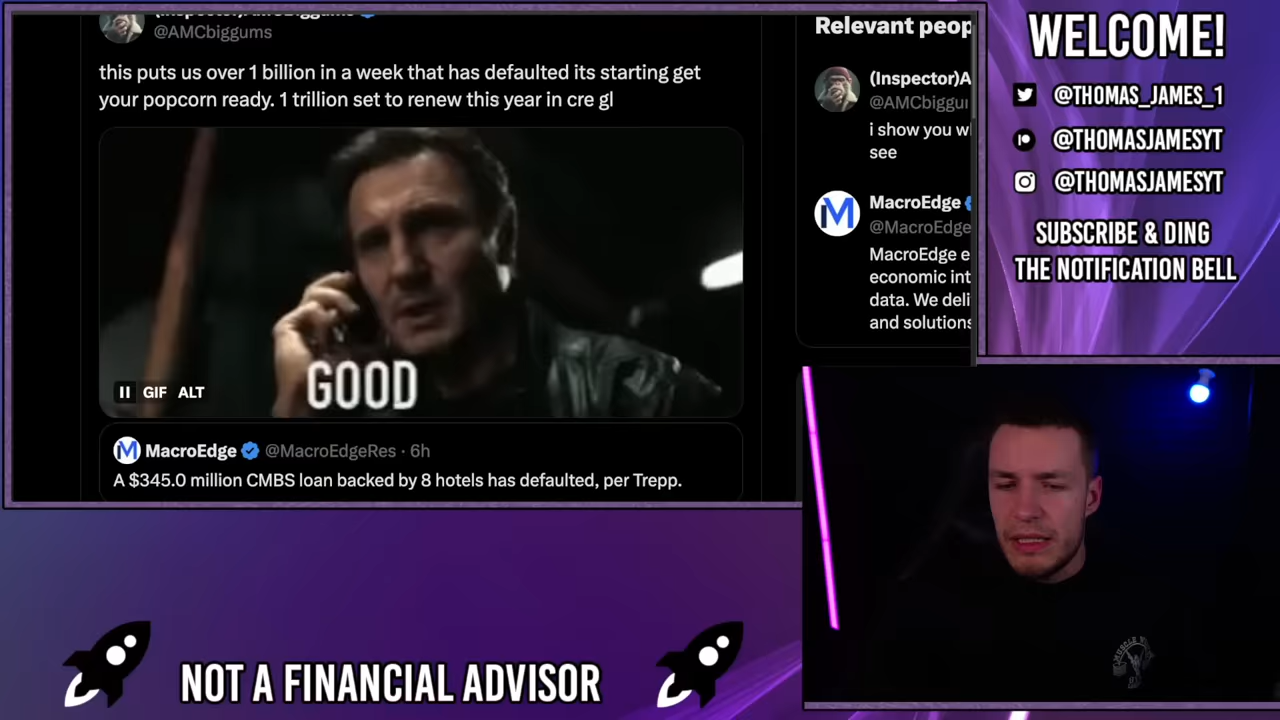 @AMCbiggums
this puts us over 1 billion in a week that has defaulted its starting get
your popcorn ready. 1 trillion set to renew this year in cre gl
GOOD
GIF ALT
MacroEdge @MacroEdgeRes · 6h
A $345.0 million CMBS loan backed by 8 hotels has defaulted, per Trepp.
Relevant peop
(Inspector)A
@AMCbiggu
i show you w
see
MacroEdge
@MacroEdge
MacroEdge e
economic int
data. We deli
and solutions
WELCOME!
@THOMAS_JAMES_1
@THOMASJAMESYT
@THOMASJAMESYT
SUBSCRIBE & DING
THE NOTIFICATION BELL
NOT A FINANCIAL ADVISOR